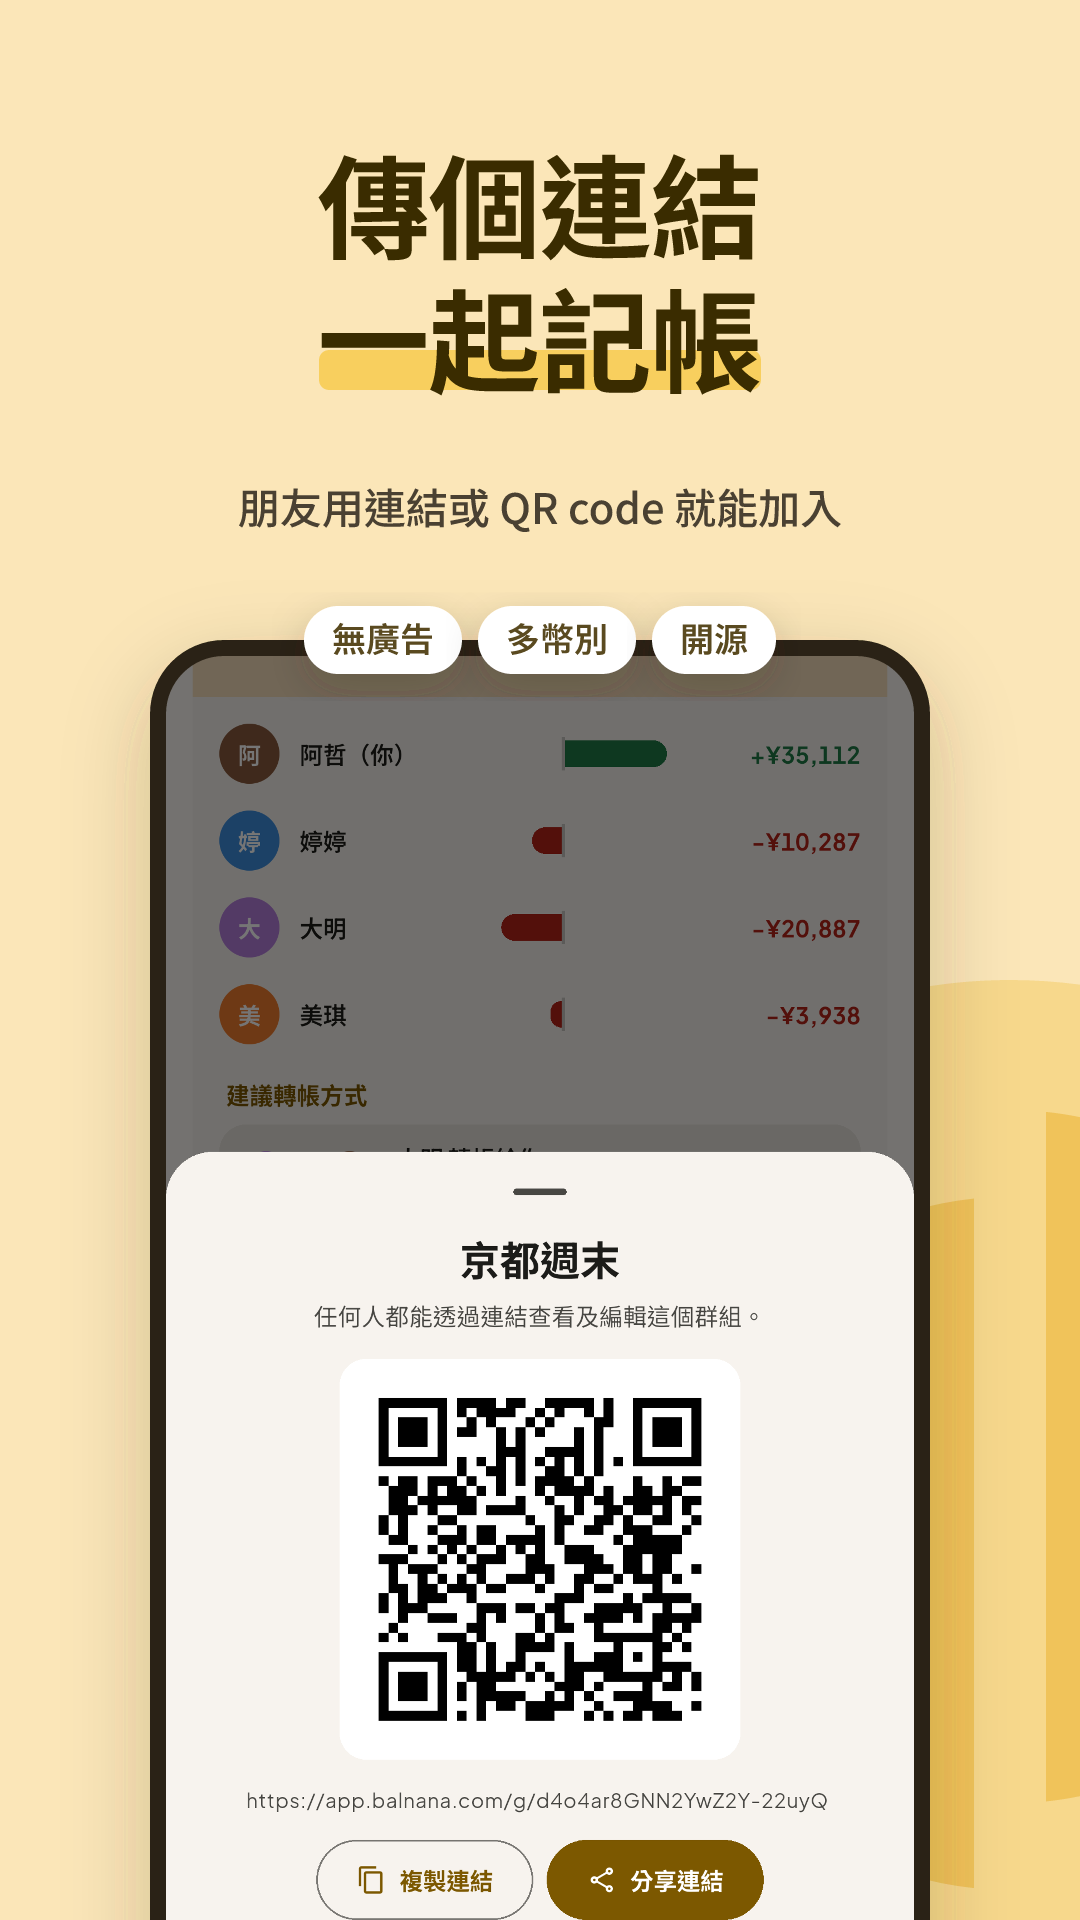 傳個連結
一起記帳
朋友用連結或 QR code 就能加入
無廣告 多幣別 開源
阿 阿哲（你） +¥35,112
婷 婷婷 -¥10,287
大 大明 -¥20,887
美 美琪 -¥3,938
建議轉帳方式
京都週末
任何人都能透過連結查看及編輯這個群組。
https://app.balnana.com/g/d4o4ar8GNN2YwZ2Y-22uyQ
複製連結 分享連結